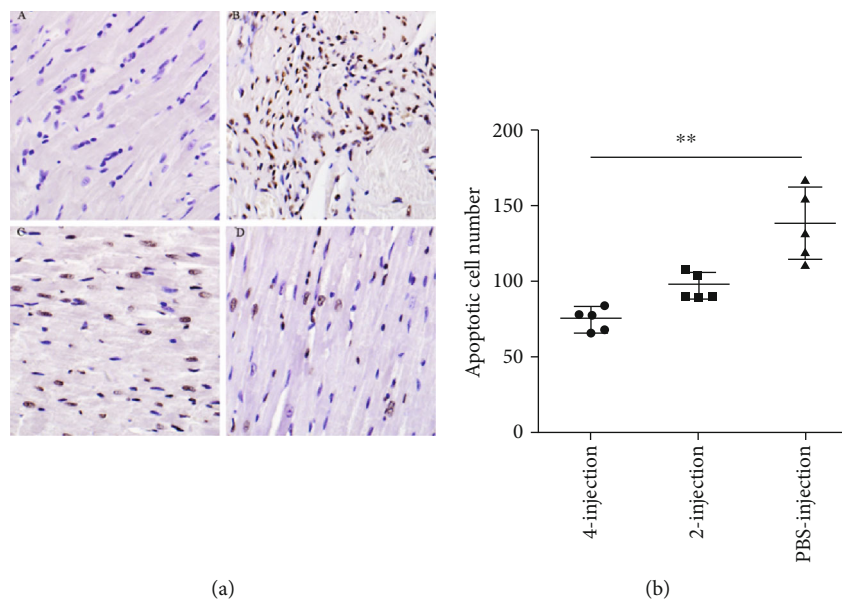 A
B
C
D
200
150
100
50
0
Apoptotic cell number
**
4-injection
2-injection
PBS-injection
(a)
(b)